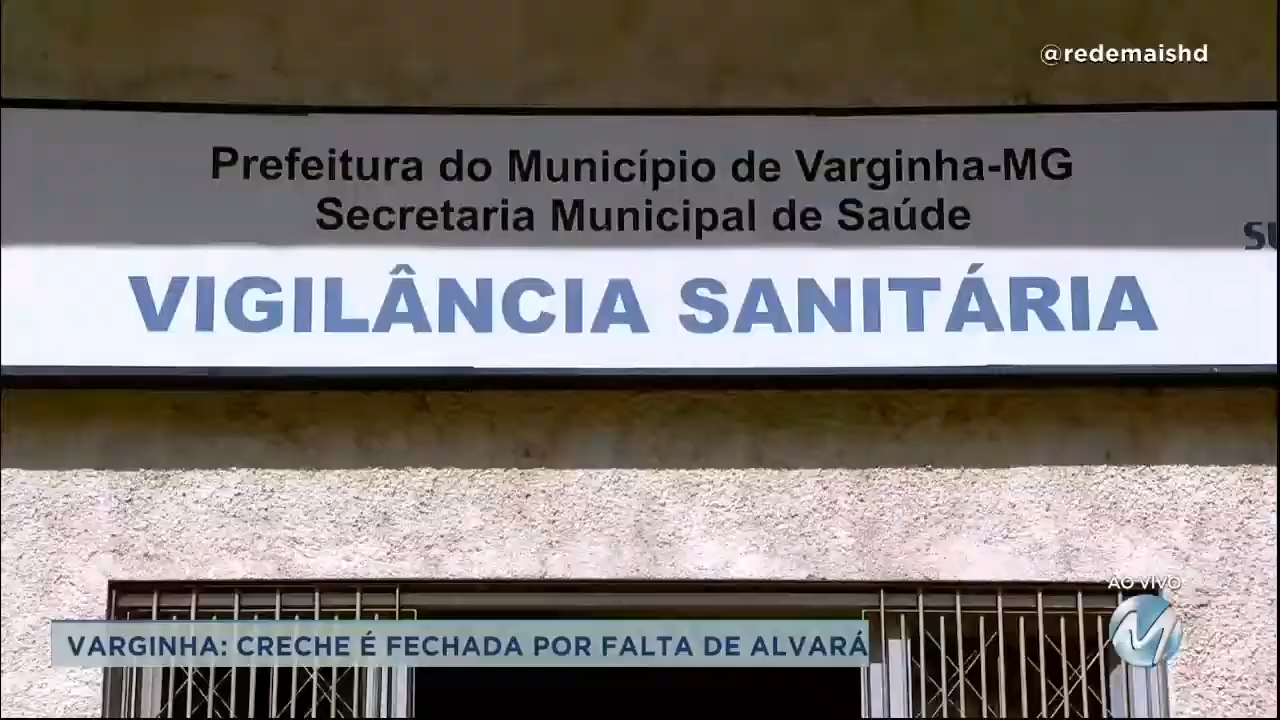 @redemaishd
Prefeitura do Município de Varginha-MG
Secretaria Municipal de Saúde
VIGILÂNCIA SANITÁRIA
AO VIVO
VARGINHA: CRECHE É FECHADA POR FALTA DE ALVARÁ